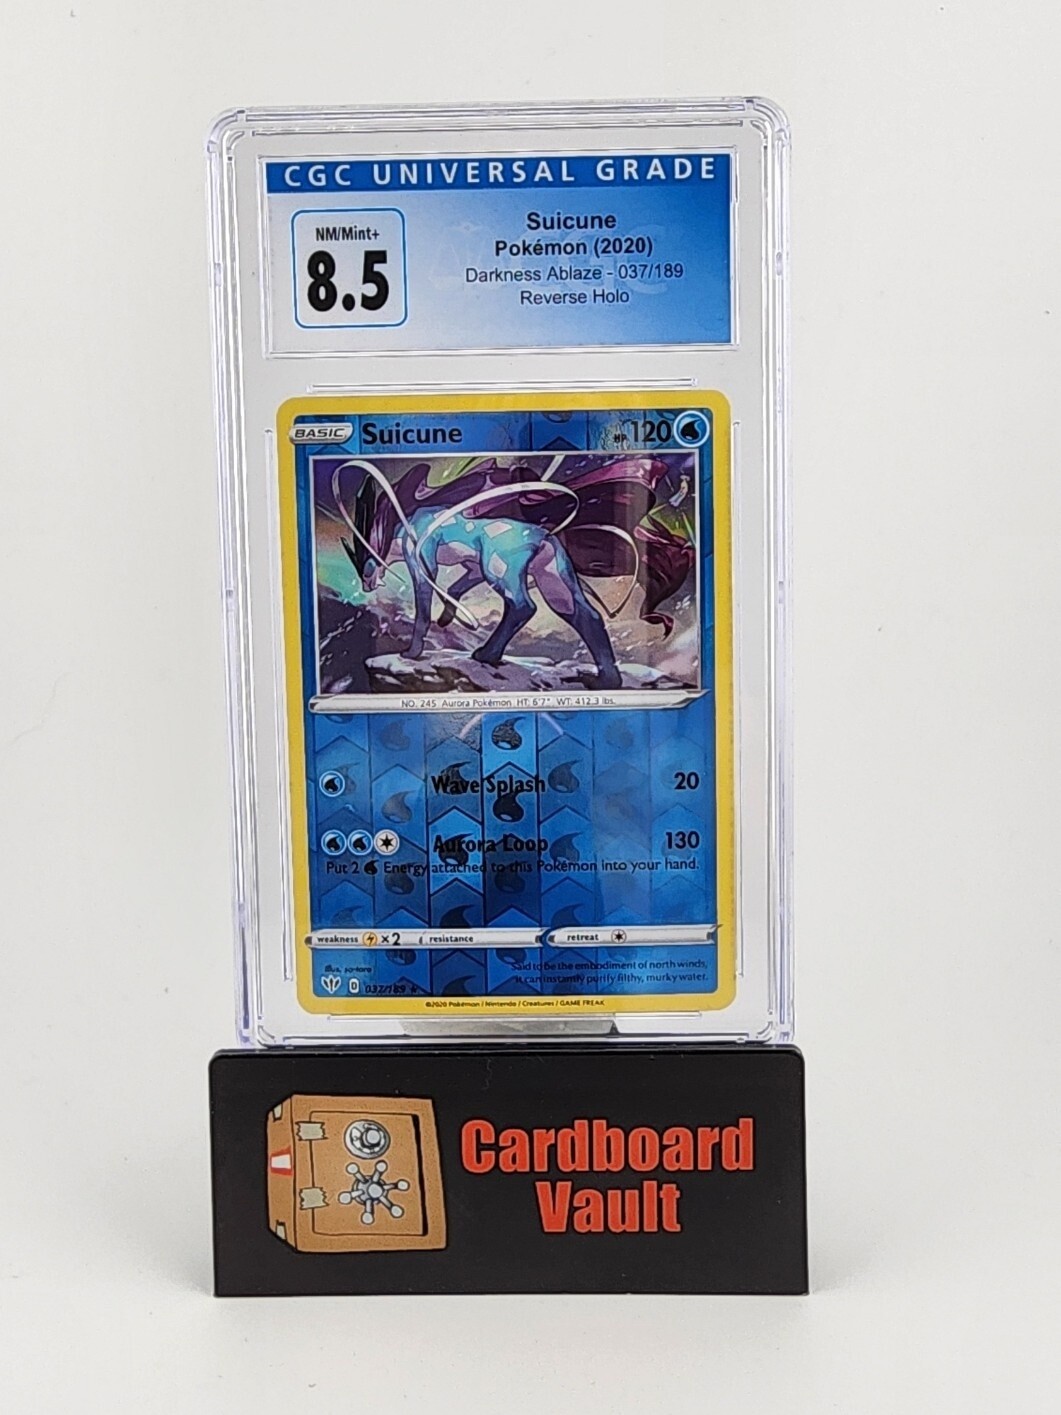 CGC UNIVERSAL GRADE
NM/Mint+
8.5
Suicune
Pokémon (2020)
Darkness Ablaze - 037/189
Reverse Holo
BASIC Suicune HP 120
NO. 245 Aurora Pokémon HT: 6'7" WT: 412.3 lbs.
Wave Splash 20
Aurora Loop 130
Put 2 Energy attached to this Pokémon into your hand.
weakness ×2 resistance retreat
Illus. so-taro
Said to be the embodiment of north winds,
it can instantly purify filthy, murky water.
D 037/189 ★
©2020 Pokémon / Nintendo / Creatures / GAME FREAK
Cardboard
Vault